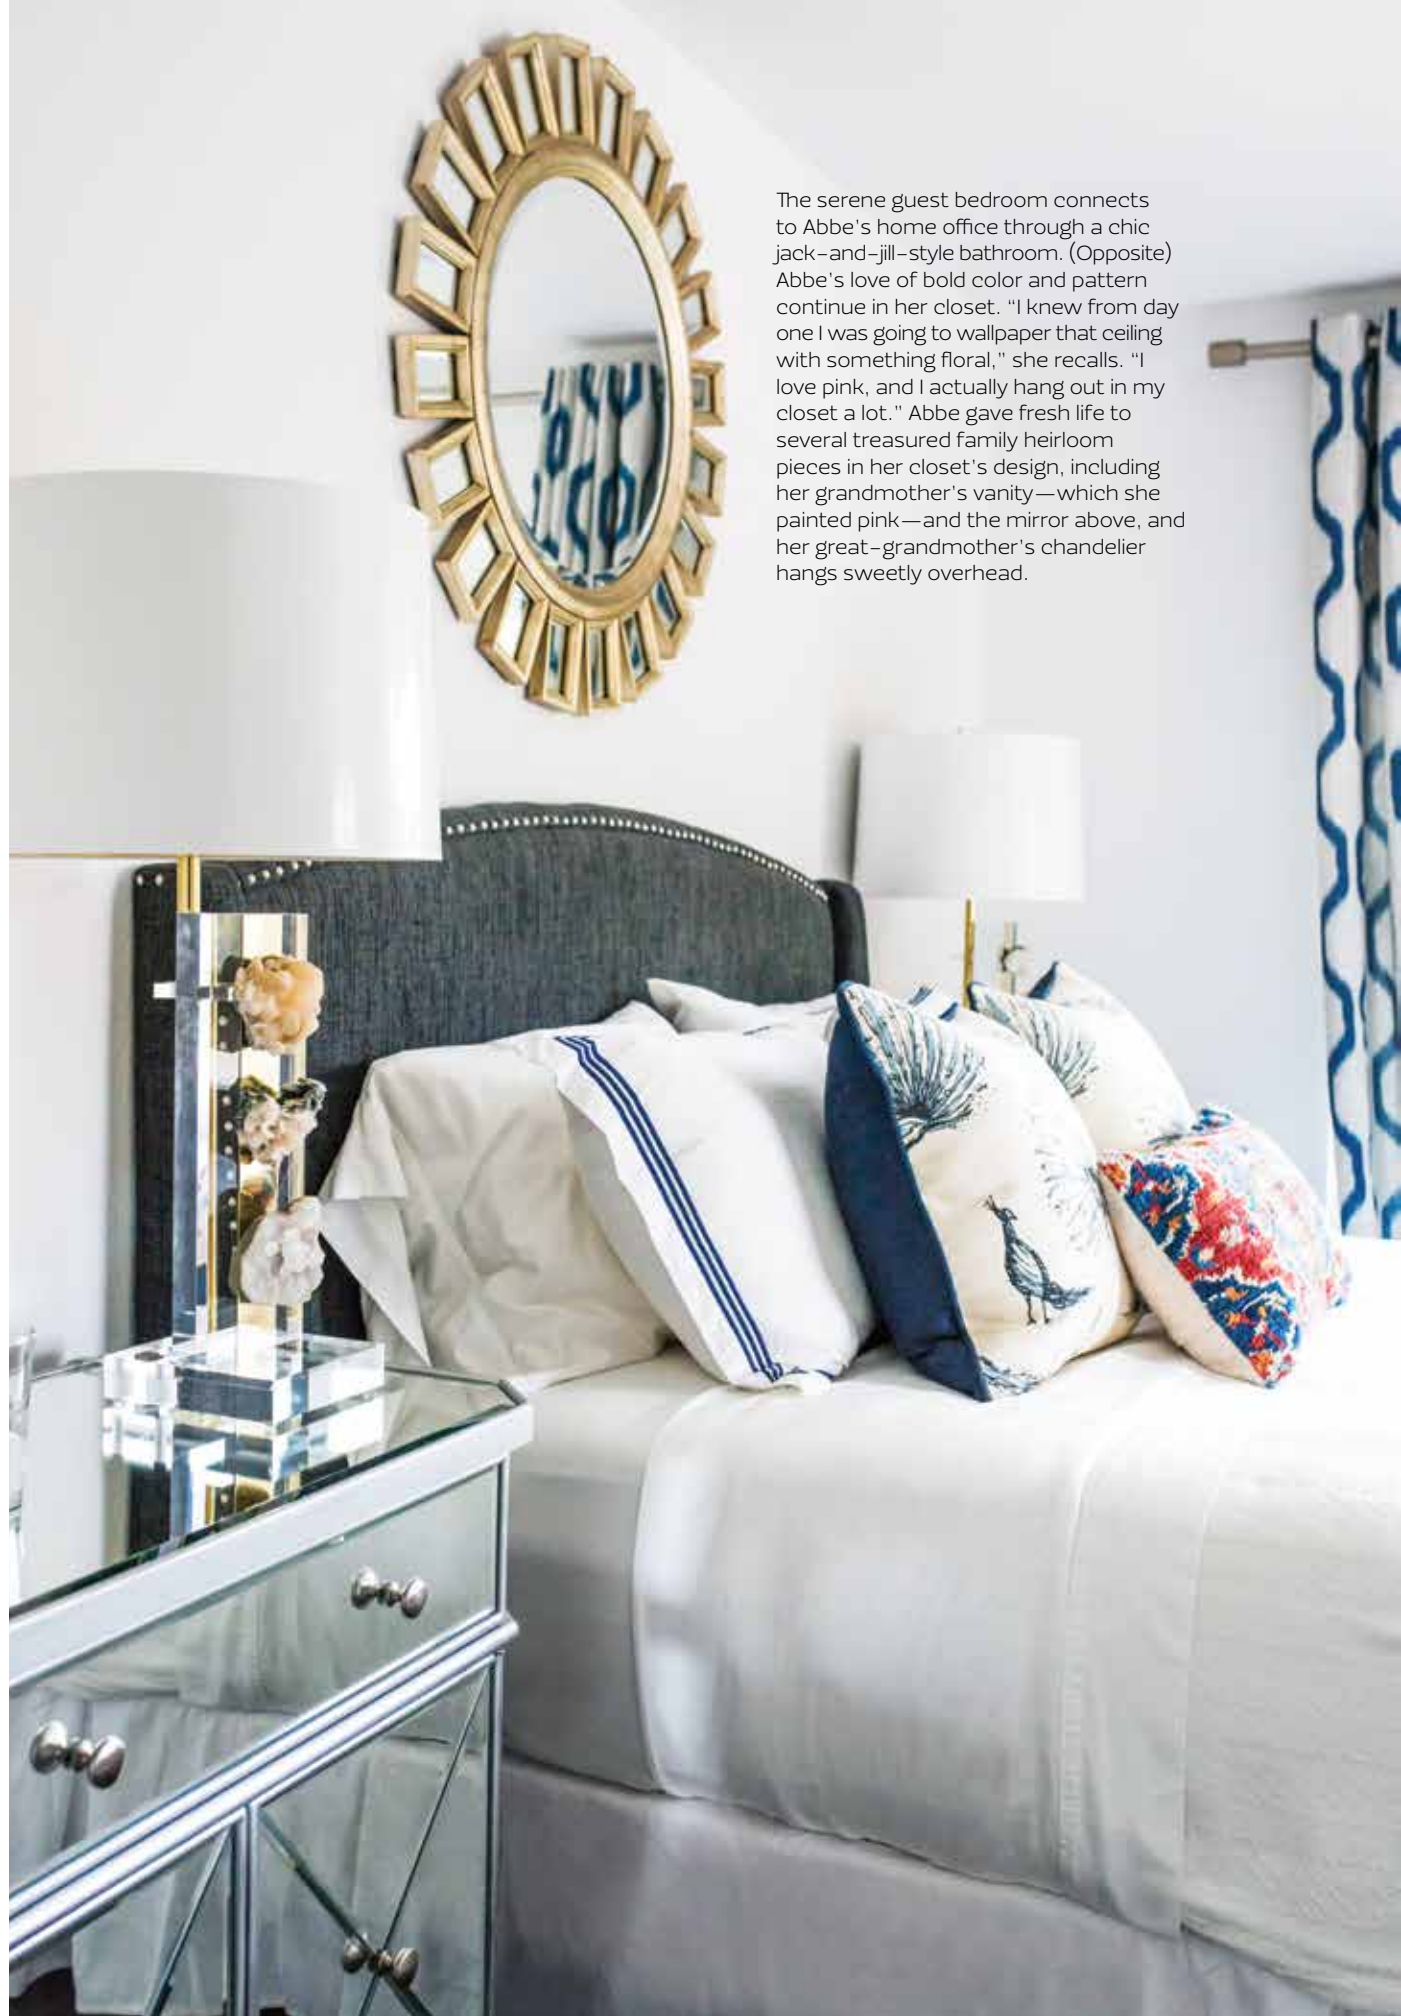 The serene guest bedroom connects
to Abbe's home office through a chic
jack-and-jill-style bathroom. (Opposite)
Abbe's love of bold color and pattern
continue in her closet. “I knew from day
one I was going to wallpaper that ceiling
with something floral,” she recalls. “I
love pink, and I actually hang out in my
closet a lot.” Abbe gave fresh life to
several treasured family heirloom
pieces in her closet's design, including
her grandmother's vanity—which she
painted pink—and the mirror above, and
her great-grandmother's chandelier
hangs sweetly overhead.